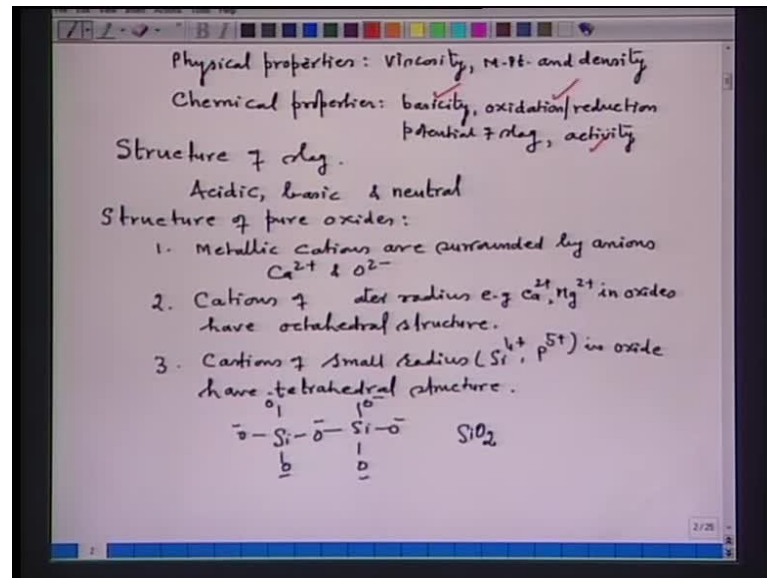 Physical properties: Viscosity, M.Pt. and density
Chemical properties: basicity, oxidation/reduction
potential of slag, activity
Structure of slag.
Acidic, basic & neutral
Structure of pure oxides:
1. Metallic cations are surrounded by anions
Ca2+ & O2-
2. Cations of radius e.g Ca2+, Mg2+ in oxides
have octahedral structure.
3. Cartions of small radius (Si4+, P5+) in oxide
have tetrahedral structure.
O O-
-O-Si-O-Si-O- SiO2
O O
2/25
2